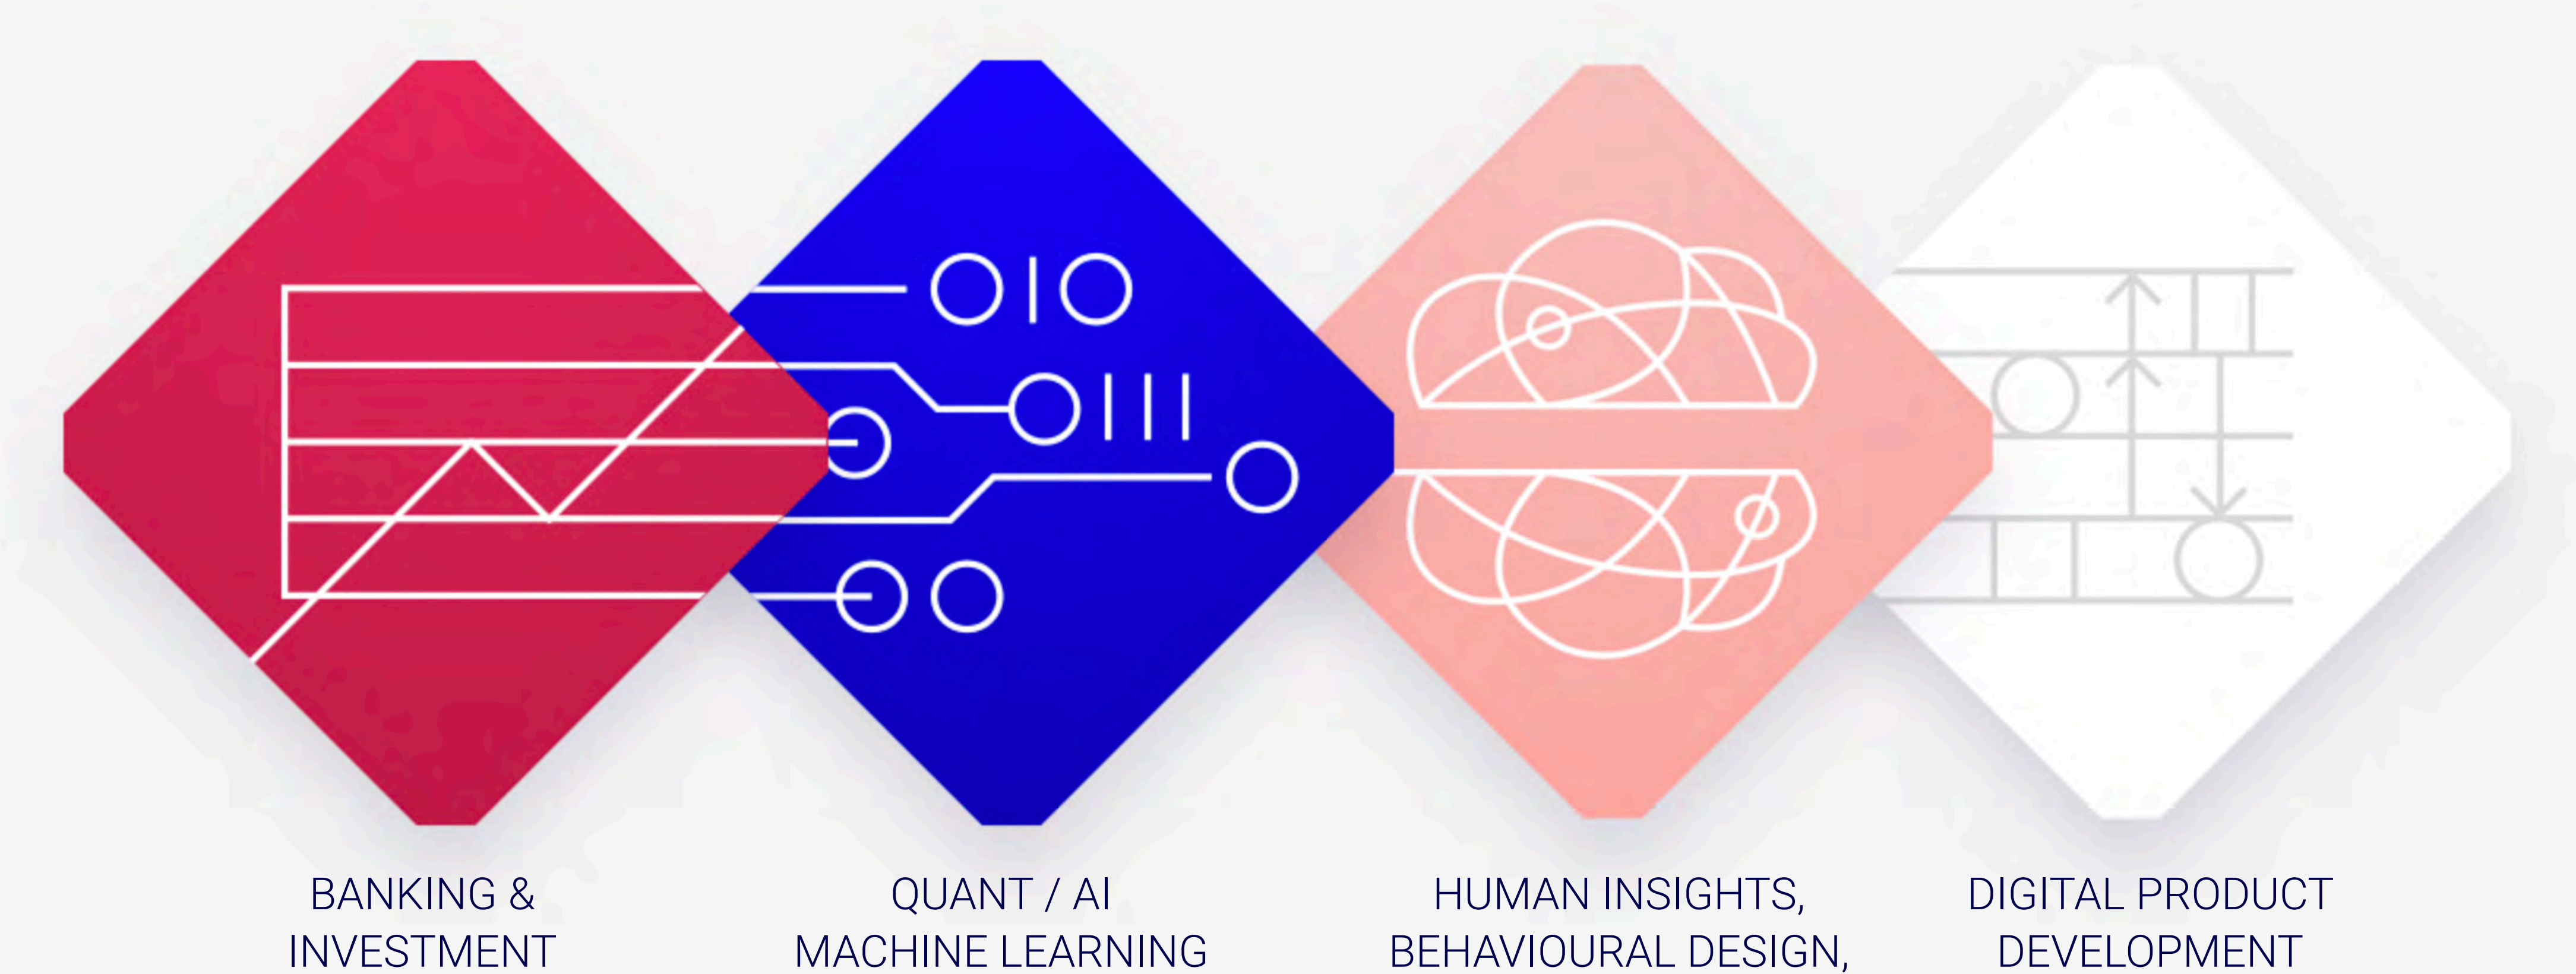 BANKING &
INVESTMENT
QUANT / AI
MACHINE LEARNING
HUMAN INSIGHTS,
BEHAVIOURAL DESIGN,
DIGITAL PRODUCT
DEVELOPMENT